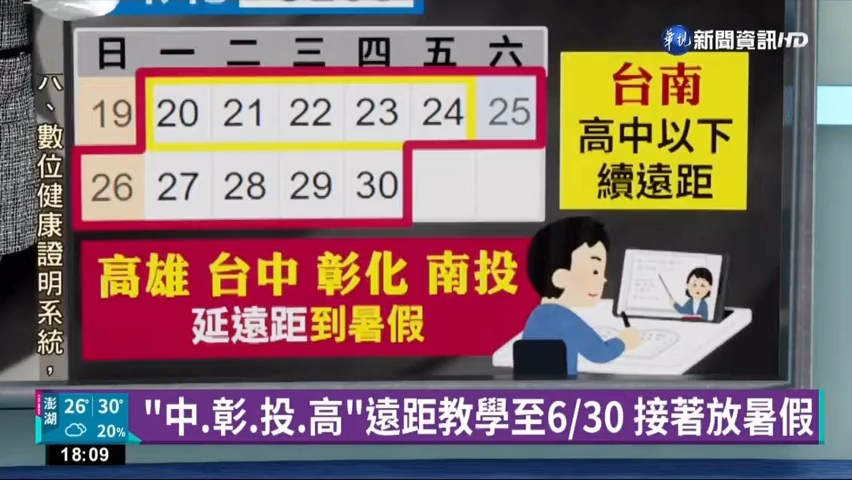 華視新聞資訊HD
日 一 二 三 四 五 六
19 20 21 22 23 24 25
26 27 28 29 30
台南
高中以下
續遠距
高雄 台中 彰化 南投
延遠距到暑假
八、數位健康證明系統，
澎湖 26° 30° 20%
"中.彰.投.高"遠距教學至6/30 接著放暑假
18:09